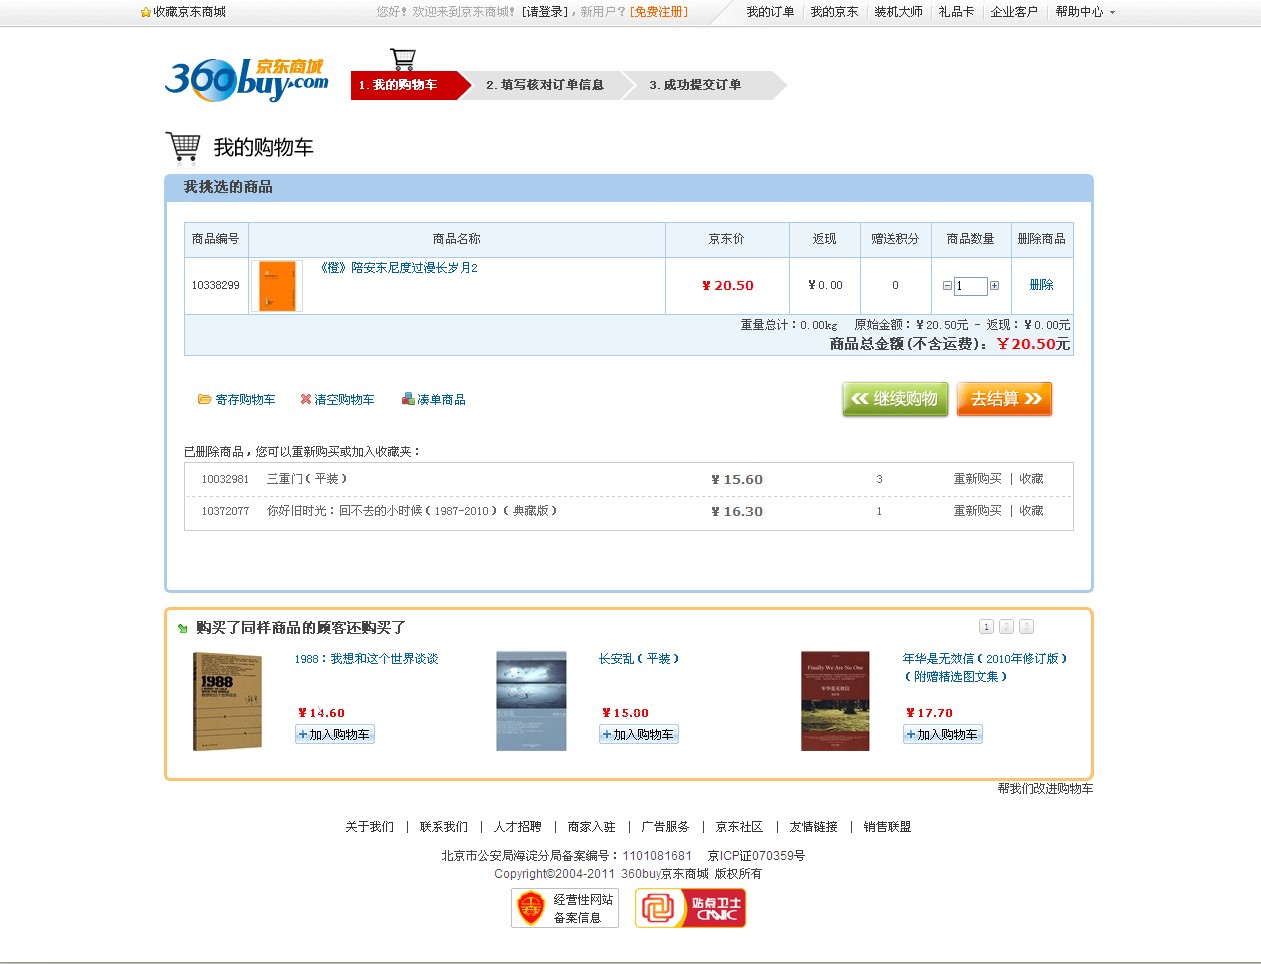 收藏京东商城 您好！欢迎来到京东商城！[请登录]，新用户？[免费注册] 我的订单 我的京东 装机大师 礼品卡 企业客户 帮助中心
京东商城
360buy.com
1.我的购物车 2.填写核对订单信息 3.成功提交订单
我的购物车
我挑选的商品
商品编号 商品名称 京东价 返现 赠送积分 商品数量 删除商品
10338299 《橙》陪安东尼度过漫长岁月2 ￥20.50 ￥0.00 0 1 删除
重量总计：0.00kg 原始金额：￥20.50元 - 返现：￥0.00元
商品总金额(不含运费)：￥20.50元
寄存购物车 清空购物车 凑单商品 继续购物 去结算
已删除商品，您可以重新购买或加入收藏夹：
10032981 三重门（平装） ￥15.60 3 重新购买 | 收藏
10372077 你好旧时光：回不去的小时候（1987-2010）（典藏版） ￥16.30 1 重新购买 | 收藏
购买了同样商品的顾客还购买了 1 2 3
1988
1988：我想和这个世界谈谈
￥14.60
+加入购物车
长安乱（平装）
￥15.80
+加入购物车
Finally We Are No One
年华是无效信
年华是无效信（2010年修订版）
（附赠精选图文集）
￥17.70
+加入购物车
帮我们改进购物车
关于我们 | 联系我们 | 人才招聘 | 商家入驻 | 广告服务 | 京东社区 | 友情链接 | 销售联盟
北京市公安局海淀分局备案编号：1101081681 京ICP证070359号
Copyright©2004-2011 360buy京东商城 版权所有
经营性网站
备案信息
站点卫士
CNNIC